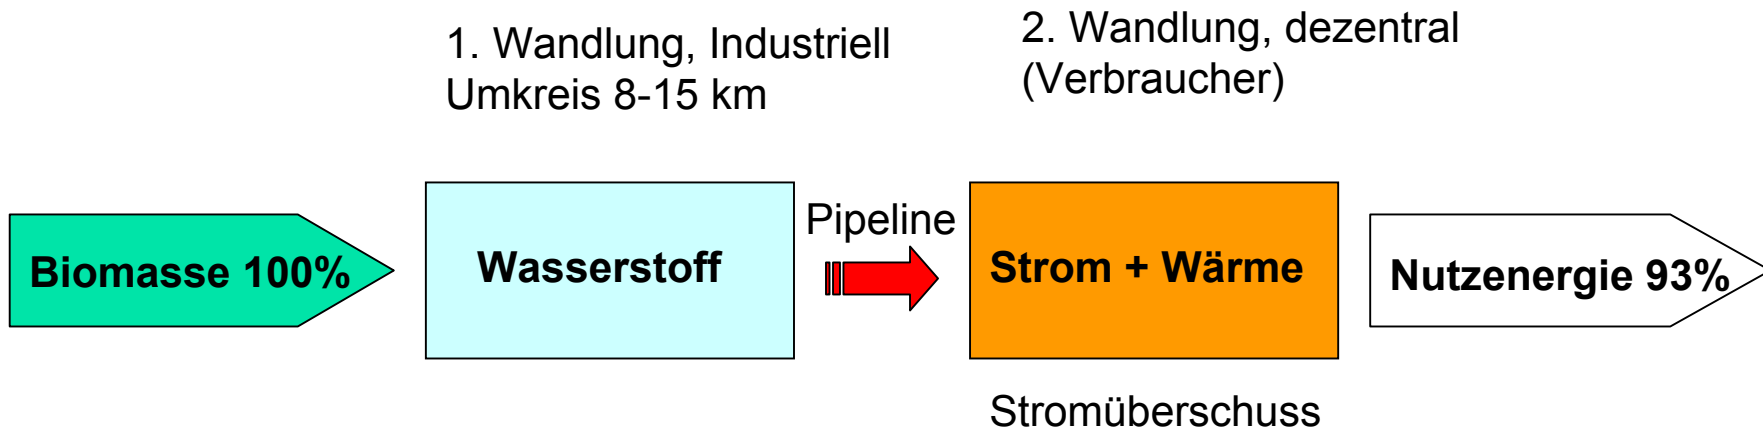 1. Wandlung, Industriell
Umkreis 8-15 km
2. Wandlung, dezentral
(Verbraucher)
Biomasse 100%
Wasserstoff
Pipeline
Strom + Wärme
Nutzenergie 93%
Stromüberschuss